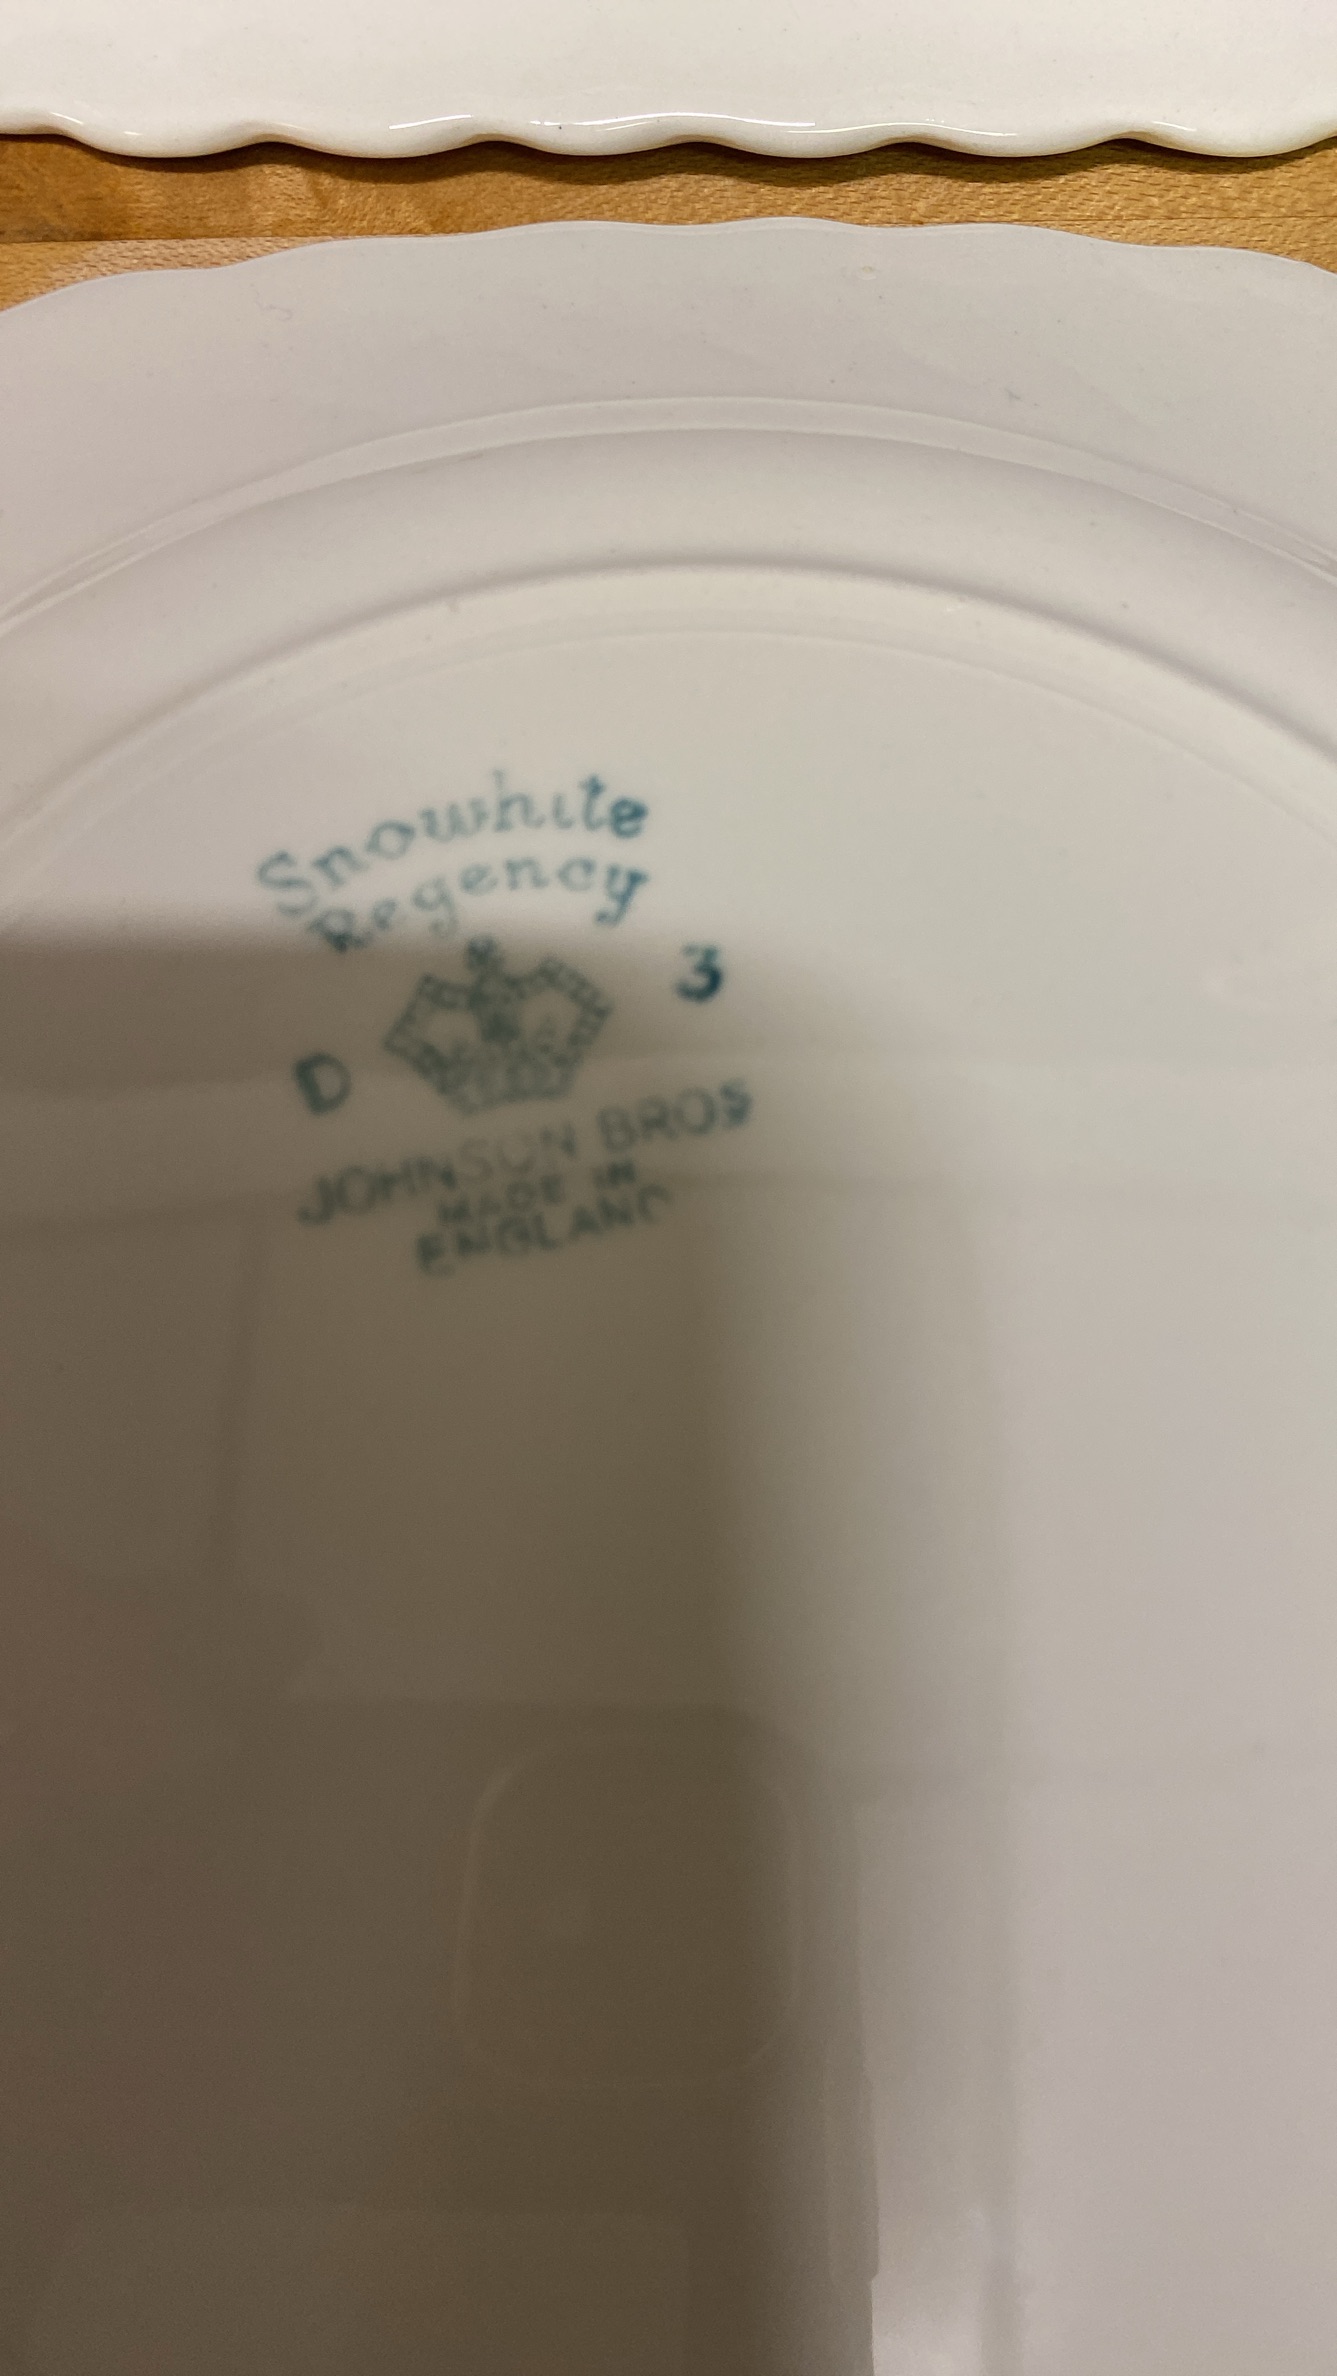 Snowhite
Regency
3
D
JOHNSON BROS
MADE IN
ENGLAND